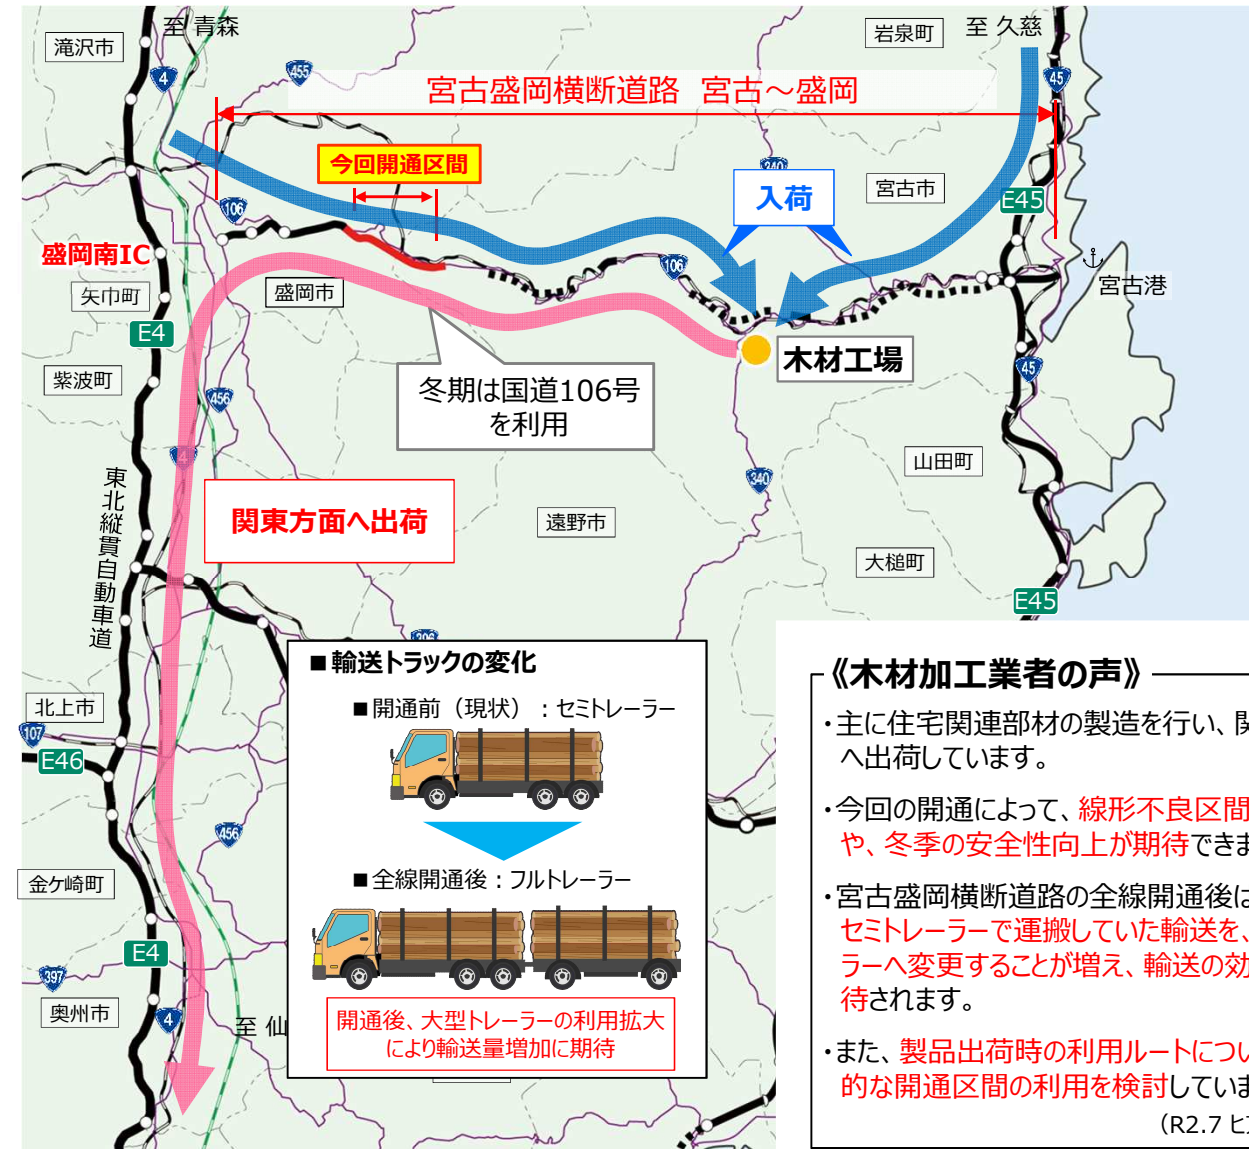 至 青森
滝沢市
4
455
岩泉町
至 久慈
45
宮古盛岡横断道路 宮古～盛岡
今回開通区間
340
入荷
宮古市
E45
106
盛岡南IC
矢巾町
盛岡市
106
宮古港
E4
木材工場
紫波町
冬期は国道106号
を利用
456
45
4
山田町
340
東北縦貫自動車道
関東方面へ出荷
遠野市
大槌町
E45
■輸送トラックの変化
■開通前（現状）：セミトレーラー
■全線開通後：フルトレーラー
開通後、大型トレーラーの利用拡大
により輸送量増加に期待
北上市
107
E46
456
金ケ崎町
E4
397
奥州市
4
至 仙
《木材加工業者の声》
・主に住宅関連部材の製造を行い、関
へ出荷しています。
・今回の開通によって、線形不良区間
や、冬季の安全性向上が期待できま
・宮古盛岡横断道路の全線開通後は
セミトレーラーで運搬していた輸送を、
ラーへ変更することが増え、輸送の効
待されます。
・また、製品出荷時の利用ルートについ
的な開通区間の利用を検討していま
（R2.7 ヒ